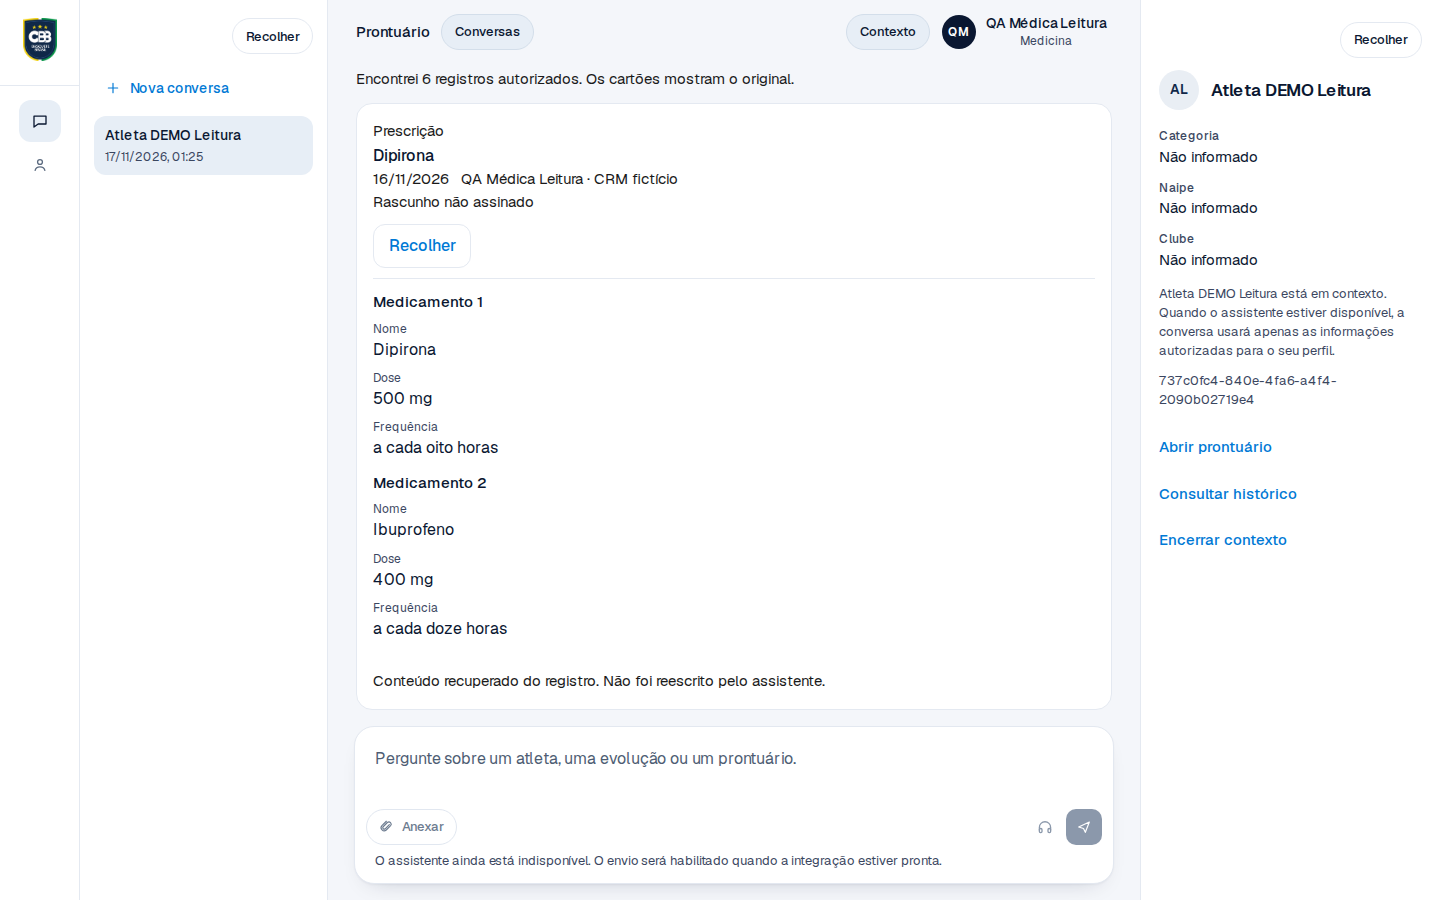 CBB
Recolher
Nova conversa
Atleta DEMO Leitura
17/11/2026, 01:25
Prontuário
Conversas
Contexto
QM
QA Médica Leitura
Medicina
Encontrei 6 registros autorizados. Os cartões mostram o original.
Prescrição
Dipirona
16/11/2026 QA Médica Leitura · CRM fictício
Rascunho não assinado
Recolher
Medicamento 1
Nome
Dipirona
Dose
500 mg
Frequência
a cada oito horas
Medicamento 2
Nome
Ibuprofeno
Dose
400 mg
Frequência
a cada doze horas
Conteúdo recuperado do registro. Não foi reescrito pelo assistente.
Pergunte sobre um atleta, uma evolução ou um prontuário.
Anexar
O assistente ainda está indisponível. O envio será habilitado quando a integração estiver pronta.
Recolher
AL
Atleta DEMO Leitura
Categoria
Não informado
Naipe
Não informado
Clube
Não informado
Atleta DEMO Leitura está em contexto.
Quando o assistente estiver disponível, a
conversa usará apenas as informações
autorizadas para o seu perfil.
737c0fc4-840e-4fa6-a4f4-
2090b02719e4
Abrir prontuário
Consultar histórico
Encerrar contexto